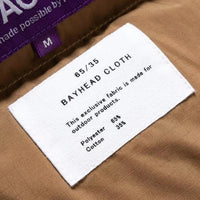 made possible by
M
65/35
BAYHEAD CLOTH
This exclusive fabric is made for
outdoor products.
Polyester 65%
Cotton 35%